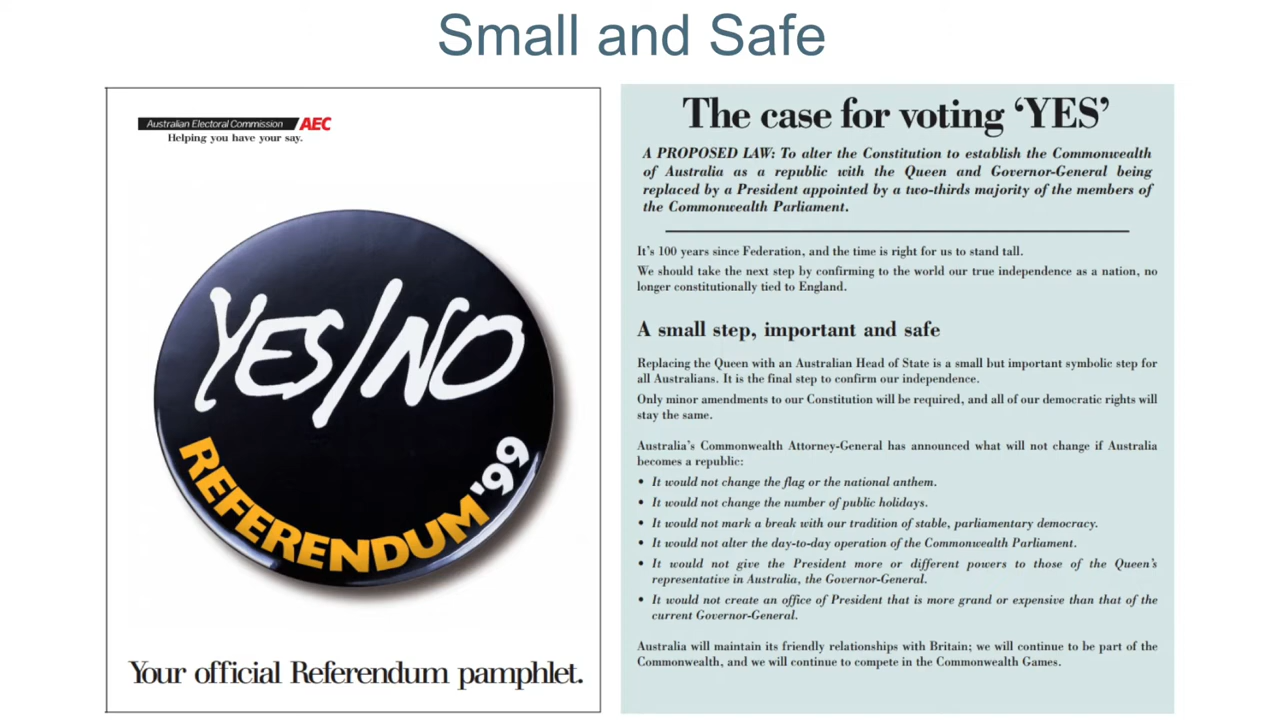 Small and Safe
Australian Electoral Commission AEC
Helping you have your say.
YES/NO
REFERENDUM '99
Your official Referendum pamphlet.
The case for voting ‘YES’
A PROPOSED LAW: To alter the Constitution to establish the Commonwealth
of Australia as a republic with the Queen and Governor-General being
replaced by a President appointed by a two-thirds majority of the members of
the Commonwealth Parliament.
It’s 100 years since Federation, and the time is right for us to stand tall.
We should take the next step by confirming to the world our true independence as a nation, no
longer constitutionally tied to England.
A small step, important and safe
Replacing the Queen with an Australian Head of State is a small but important symbolic step for
all Australians. It is the final step to confirm our independence.
Only minor amendments to our Constitution will be required, and all of our democratic rights will
stay the same.
Australia’s Commonwealth Attorney-General has announced what will not change if Australia
becomes a republic:
• It would not change the flag or the national anthem.
• It would not change the number of public holidays.
• It would not mark a break with our tradition of stable, parliamentary democracy.
• It would not alter the day-to-day operation of the Commonwealth Parliament.
• It would not give the President more or different powers to those of the Queen’s
representative in Australia, the Governor-General.
• It would not create an office of President that is more grand or expensive than that of the
current Governor-General.
Australia will maintain its friendly relationships with Britain; we will continue to be part of the
Commonwealth, and we will continue to compete in the Commonwealth Games.